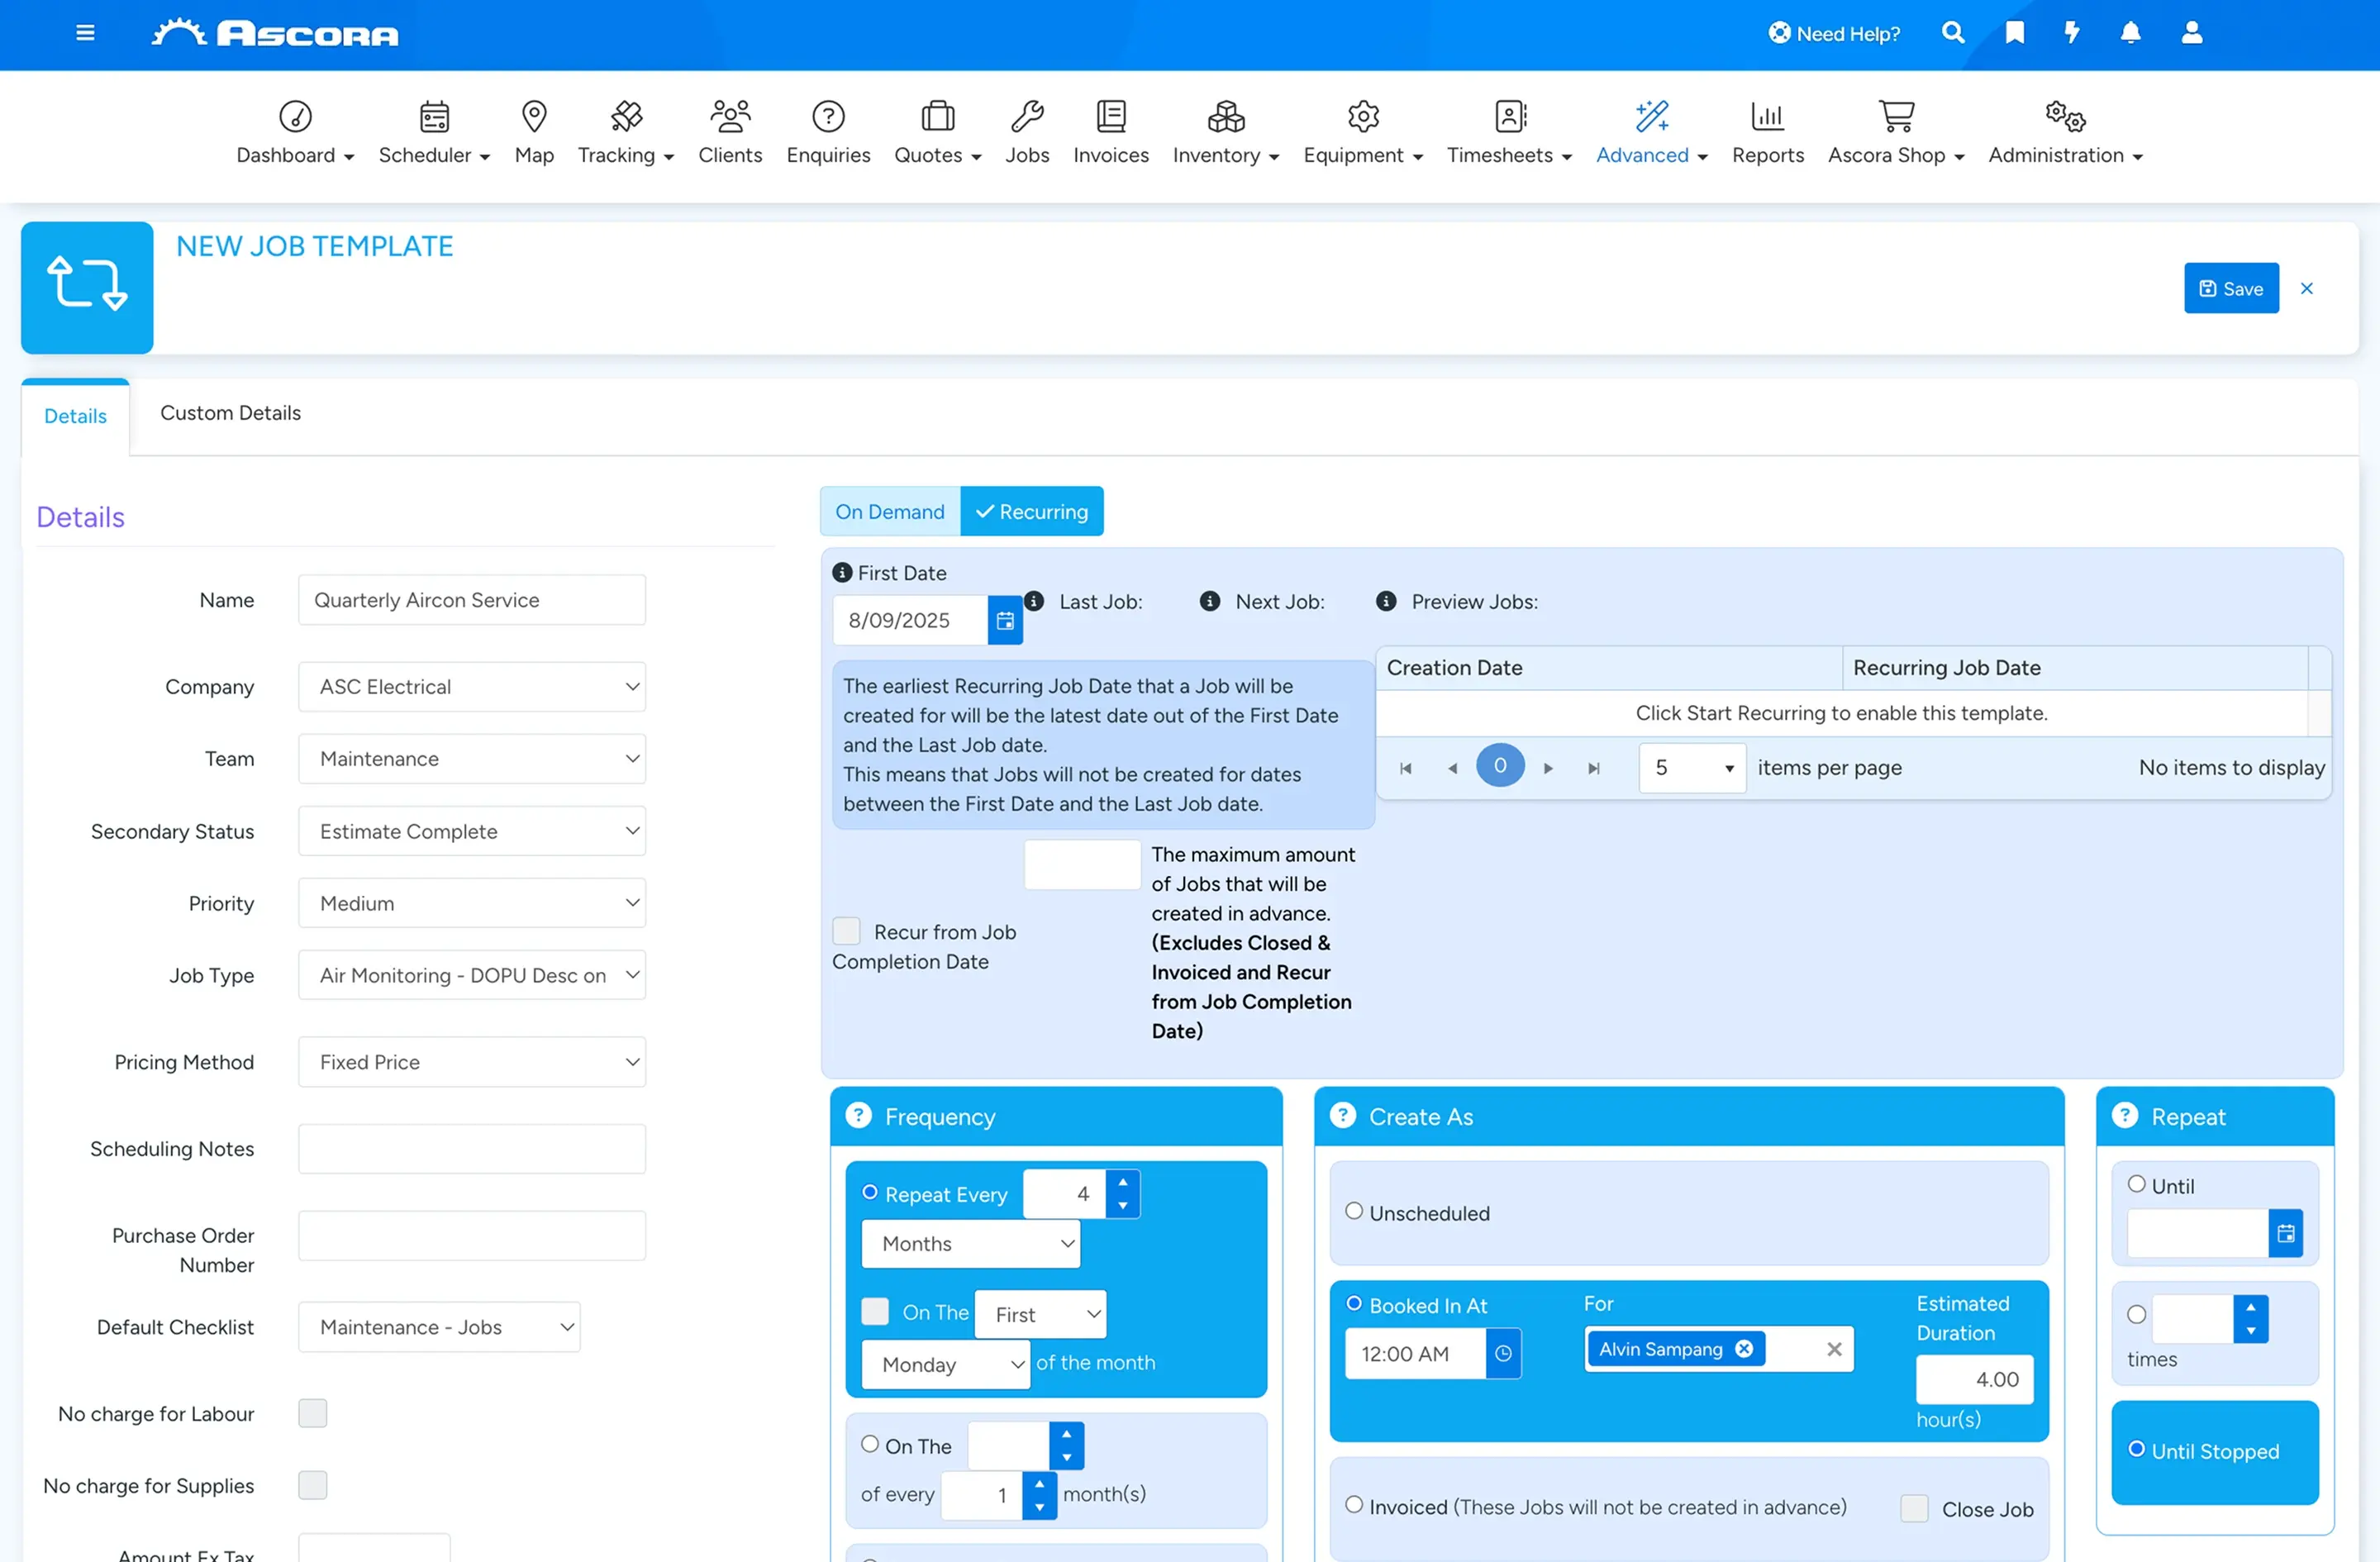 ASCORA
Need Help?
Dashboard
Scheduler
Map
Tracking
Clients
Enquiries
Quotes
Jobs
Invoices
Inventory
Equipment
Timesheets
Advanced
Reports
Ascora Shop
Administration
NEW JOB TEMPLATE
Save
Details
Custom Details
Details
Name
Quarterly Aircon Service
Company
ASC Electrical
Team
Maintenance
Secondary Status
Estimate Complete
Priority
Medium
Job Type
Air Monitoring - DOPU Desc on
Pricing Method
Fixed Price
Scheduling Notes
Purchase Order
Number
Default Checklist
Maintenance - Jobs
No charge for Labour
No charge for Supplies
Amount Ex Tax
On Demand
Recurring
First Date
8/09/2025
Last Job:
Next Job:
Preview Jobs:
The earliest Recurring Job Date that a Job will be
created for will be the latest date out of the First Date
and the Last Job date.
This means that Jobs will not be created for dates
between the First Date and the Last Job date.
Creation Date
Recurring Job Date
Click Start Recurring to enable this template.
0
5
items per page
No items to display
Recur from Job
Completion Date
The maximum amount
of Jobs that will be
created in advance.
(Excludes Closed &
Invoiced and Recur
from Job Completion
Date)
Frequency
Repeat Every
4
Months
On The
First
Monday
of the month
On The
of every
1
month(s)
Create As
Unscheduled
Booked In At
For
Estimated
Duration
12:00 AM
Alvin Sampang
4.00
hour(s)
Invoiced (These Jobs will not be created in advance)
Close Job
Repeat
Until
times
Until Stopped